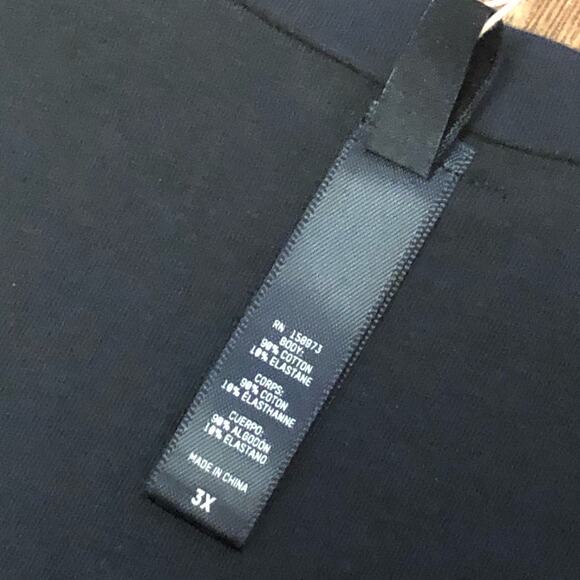 RN 150873
BODY:
90% COTTON
10% ELASTANE
CORPS:
90% COTON
10% ÉLASTHANNE
CUERPO:
90% ALGODÓN
10% ELASTANO
MADE IN CHINA
3X